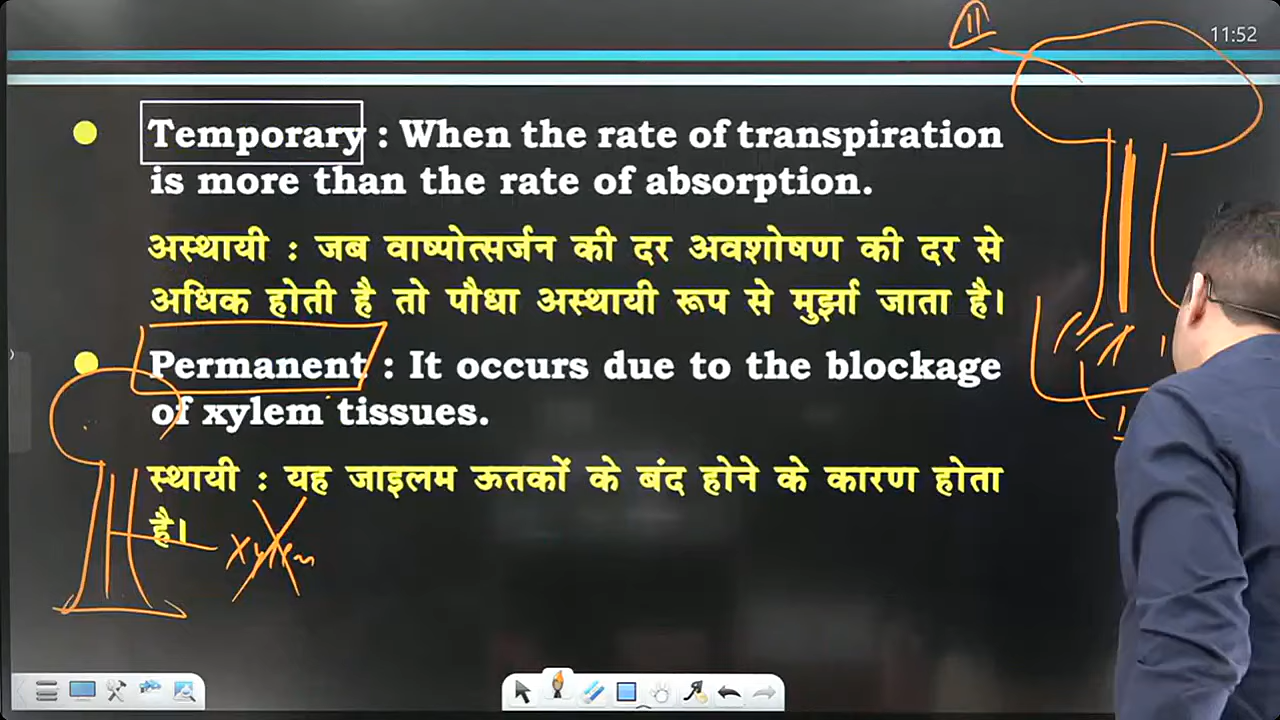 11:52
Temporary : When the rate of transpiration
is more than the rate of absorption.
अस्थायी : जब वाष्पोत्सर्जन की दर अवशोषण की दर से
अधिक होती है तो पौधा अस्थायी रूप से मुर्झा जाता है।
Permanent : It occurs due to the blockage
of xylem tissues.
स्थायी : यह जाइलम ऊतकों के बंद होने के कारण होता
है।
xylem